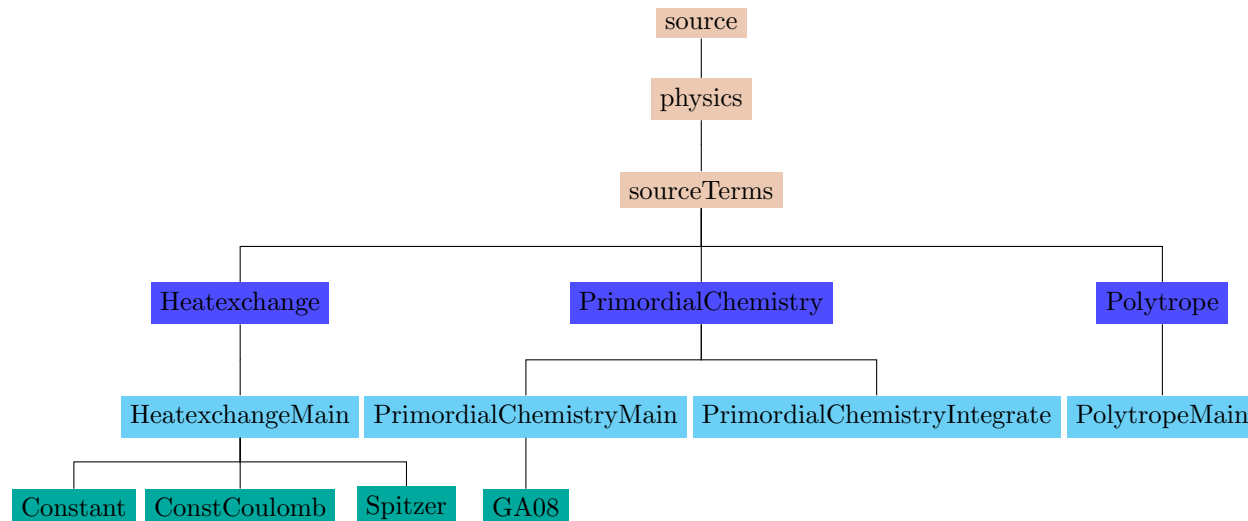 source
physics
sourceTerms
Heatexchange
PrimordialChemistry
Polytrope
HeatexchangeMain
PrimordialChemistryMain
PrimordialChemistryIntegrate
PolytropeMain
Constant
ConstCoulomb
Spitzer
GA08